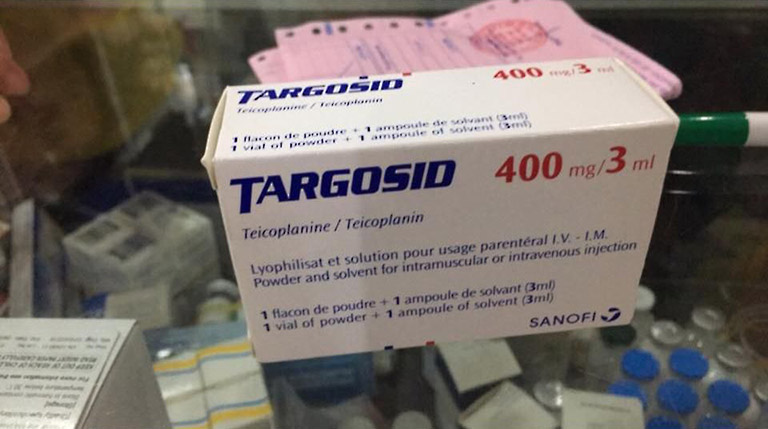 TARGOSID
400 mg/3 ml
Teicoplanine / Teicoplanin
1 flacon de poudre + 1 ampoule de solvant (3ml)
1 vial of powder + 1 ampoule of solvent (3ml)
TARGOSID
400 mg/3 ml
Teicoplanine / Teicoplanin
Lyophilisat et solution pour usage parentéral I.V. - I.M.
Powder and solvent for intramuscular or intravenous injection
1 flacon de poudre + 1 ampoule de solvant (3ml)
1 vial of powder + 1 ampoule of solvent (3ml)
SANOFI